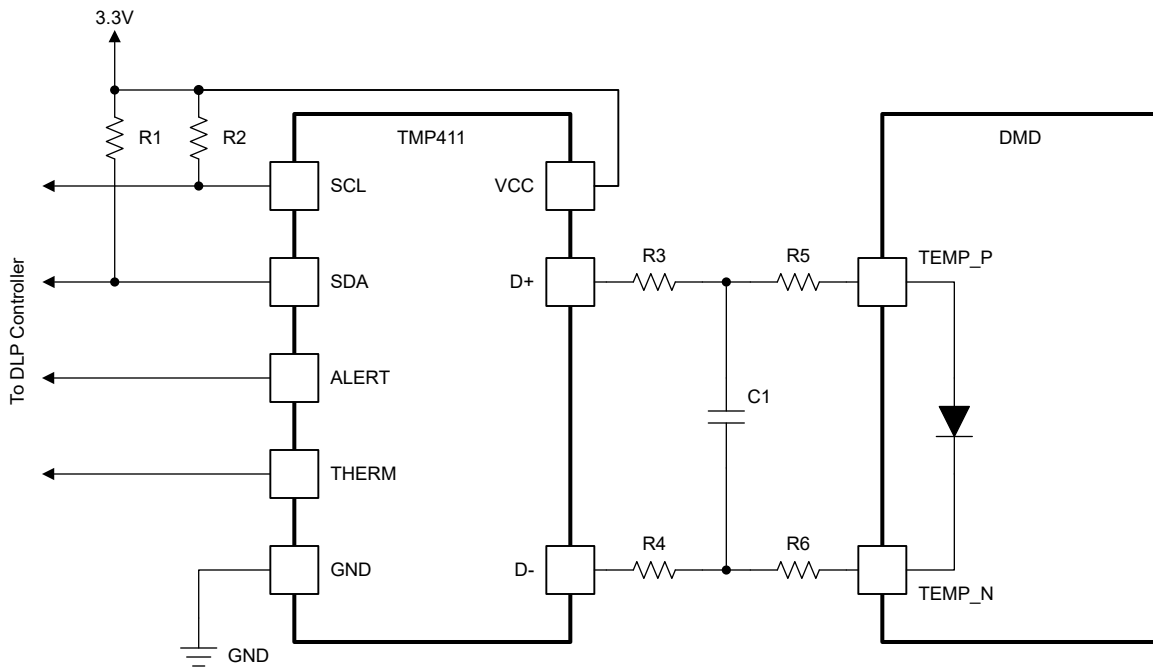 3.3V
R1
R2
TMP411
DMD
SCL
VCC
R3
R5
TEMP_P
SDA
D+
To DLP Controller
ALERT
C1
THERM
R4
R6
GND
D-
TEMP_N
GND